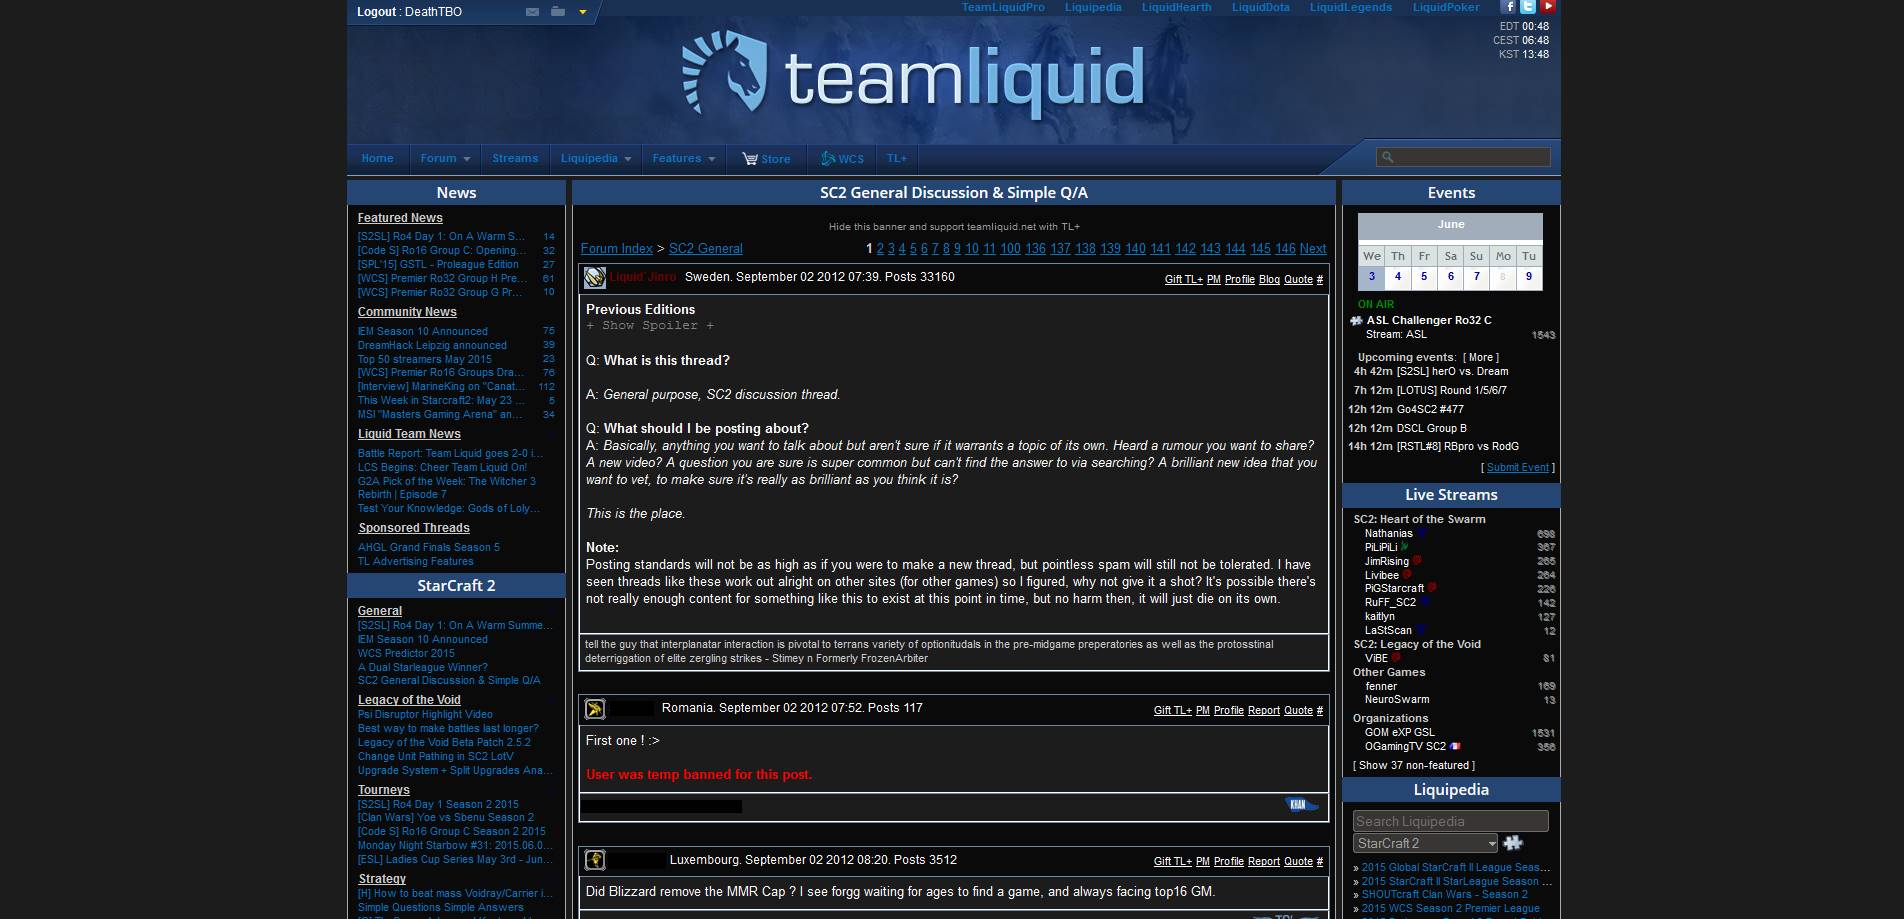 Logout : DeathTBO
TeamLiquidPro Liquipedia LiquidHearth LiquidDota LiquidLegends LiquidPoker
EDT 00:48
CEST 06:48
KST 13:48
teamliquid
Home Forum Streams Liquipedia Features Store WCS TL+
News
Featured News
[S2SL] Ro4 Day 1: On A Warm S... 14
[Code S] Ro16 Group C: Opening... 32
[SPL'15] GSTL - Proleague Edition 27
[WCS] Premier Ro32 Group H Pre... 61
[WCS] Premier Ro32 Group G Pr... 10
Community News
IEM Season 10 Announced 75
DreamHack Leipzig announced 39
Top 50 streamers May 2015 23
[WCS] Premier Ro16 Groups Dra... 76
[Interview] MarineKing on "Canat... 112
This Week in Starcraft2: May 23 ... 5
MSI "Masters Gaming Arena" an... 34
Liquid Team News
Battle Report: Team Liquid goes 2-0 i...
LCS Begins: Cheer Team Liquid On!
G2A Pick of the Week: The Witcher 3
Rebirth | Episode 7
Test Your Knowledge: Gods of Loly...
Sponsored Threads
AHGL Grand Finals Season 5
TL Advertising Features
StarCraft 2
General
[S2SL] Ro4 Day 1: On A Warm Summe...
IEM Season 10 Announced
WCS Predictor 2015
A Dual Starleague Winner?
SC2 General Discussion & Simple Q/A
Legacy of the Void
Psi Disruptor Highlight Video
Best way to make battles last longer?
Legacy of the Void Beta Patch 2.5.2
Change Unit Pathing in SC2 LotV
Upgrade System + Split Upgrades Ana...
Tourneys
[S2SL] Ro4 Day 1 Season 2 2015
[Clan Wars] Yoe vs Sbenu Season 2
[Code S] Ro16 Group C Season 2 2015
Monday Night Starbow #31: 2015.06.0...
[ESL] Ladies Cup Series May 3rd - Jun...
Strategy
[H] How to beat mass Voidray/Carrier i...
Simple Questions Simple Answers
SC2 General Discussion & Simple Q/A
Hide this banner and support teamliquid.net with TL+
Forum Index > SC2 General
1 2 3 4 5 6 7 8 9 10 11 100 136 137 138 139 140 141 142 143 144 145 146 Next
Liquid`Jinro Sweden. September 02 2012 07:39. Posts 33160
Gift TL+ PM Profile Blog Quote #
Previous Editions
+ Show Spoiler +
Q: What is this thread?
A: General purpose, SC2 discussion thread.
Q: What should I be posting about?
A: Basically, anything you want to talk about but aren't sure if it warrants a topic of its own. Heard a rumour you want to share?
A new video? A question you are sure is super common but can't find the answer to via searching? A brilliant new idea that you
want to vet, to make sure it's really as brilliant as you think it is?
This is the place.
Note:
Posting standards will not be as high as if you were to make a new thread, but pointless spam will still not be tolerated. I have
seen threads like these work out alright on other sites (for other games) so I figured, why not give it a shot? It's possible there's
not really enough content for something like this to exist at this point in time, but no harm then, it will just die on its own.
tell the guy that interplanatar interaction is pivotal to terrans variety of optionitudals in the pre-midgame preperatories as well as the protosstinal
deterriggation of elite zergling strikes - Stimey n Formerly FrozenArbiter
Romania. September 02 2012 07:52. Posts 117
Gift TL+ PM Profile Report Quote #
First one ! :>
User was temp banned for this post.
KHAN
Luxembourg. September 02 2012 08:20. Posts 3512
Gift TL+ PM Profile Report Quote #
Did Blizzard remove the MMR Cap ? I see forgg waiting for ages to find a game, and always facing top16 GM.
Events
June
We Th Fr Sa Su Mo Tu
3 4 5 6 7 8 9
ON AIR
ASL Challenger Ro32 C
Stream: ASL 1543
Upcoming events: [ More ]
4h 42m [S2SL] herO vs. Dream
7h 12m [LOTUS] Round 1/5/6/7
12h 12m Go4SC2 #477
12h 12m DSCL Group B
14h 12m [RSTL#8] RBpro vs RodG
[ Submit Event ]
Live Streams
SC2: Heart of the Swarm
Nathanias 698
PiLiPiLi 367
JimRising 265
Livibee 264
PiGStarcraft 226
RuFF_SC2 142
kaitlyn 127
LaStScan 12
SC2: Legacy of the Void
ViBE 81
Other Games
fenner 169
NeuroSwarm 13
Organizations
GOM eXP GSL 1531
OGamingTV SC2 356
[ Show 37 non-featured ]
Liquipedia
Search Liquipedia
StarCraft 2
» 2015 Global StarCraft II League Seas...
» 2015 StarCraft II StarLeague Season ...
» SHOUTcraft Clan Wars - Season 2
» 2015 WCS Season 2 Premier League